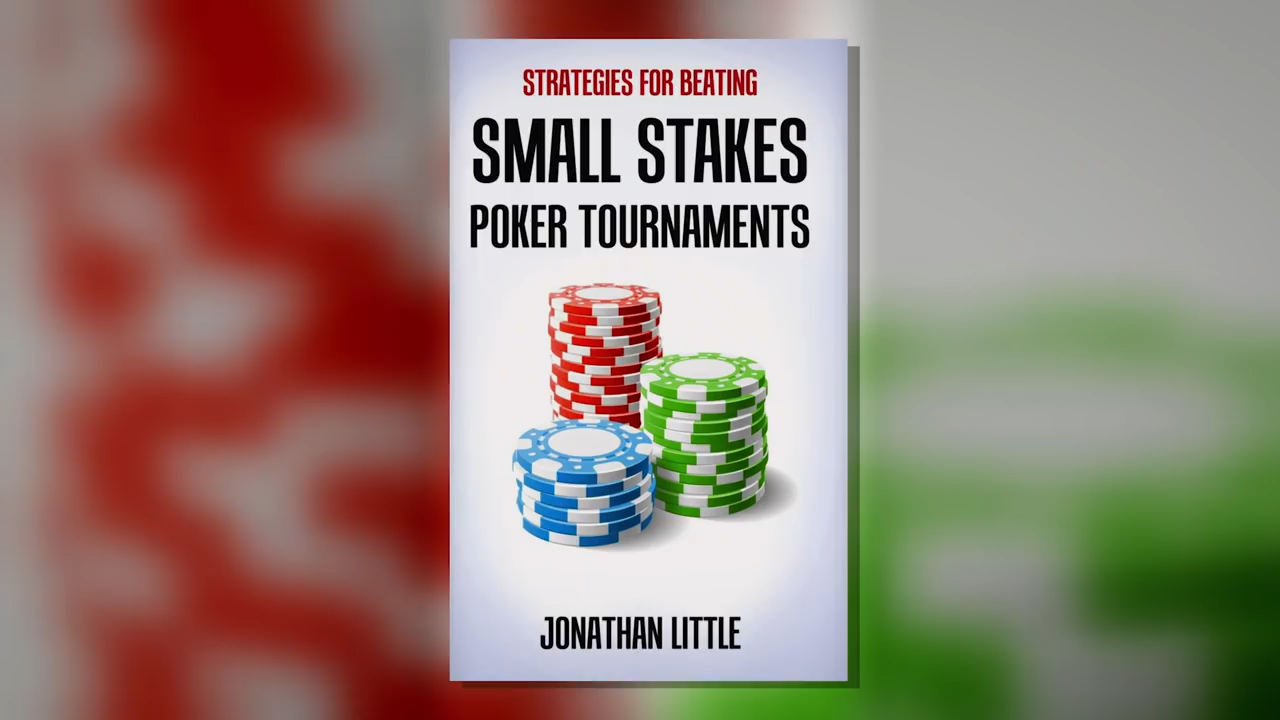 STRATEGIES FOR BEATING
SMALL STAKES
POKER TOURNAMENTS
JONATHAN LITTLE